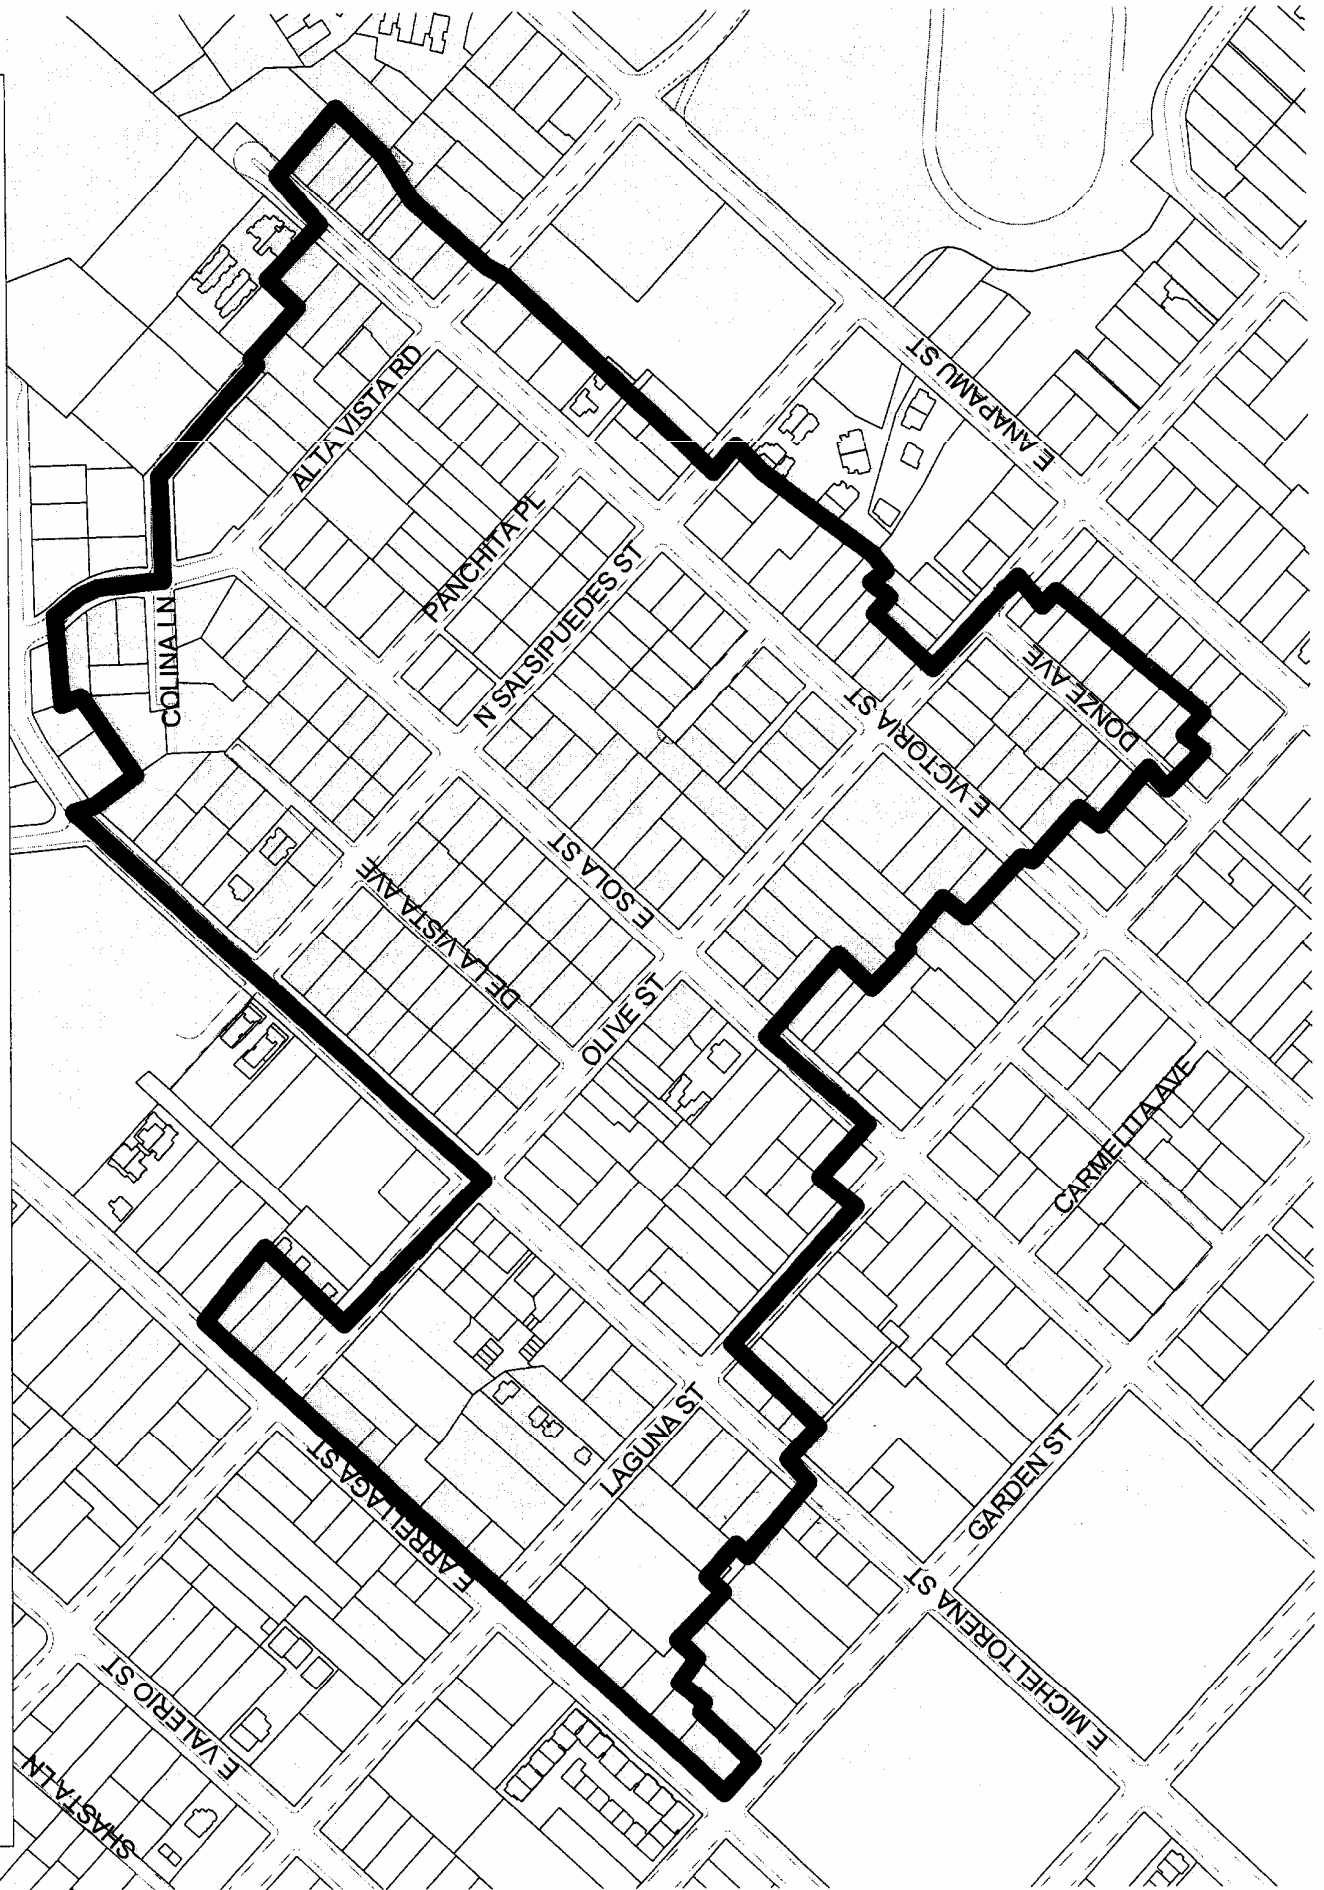 E ANAPAMU ST
ALTA VISTA RD
PANCHITA PL
N SALSIPUEDES ST
COLINA LN
DONZE AVE
E VICTORIA ST
E SOLA ST
DE LA VISTA AVE
OLIVE ST
CARMELITA AVE
LAGUNA ST
E ARRELLAGA ST
GARDEN ST
E MICHELTORENA ST
E VALERIO ST
SHASTA LN